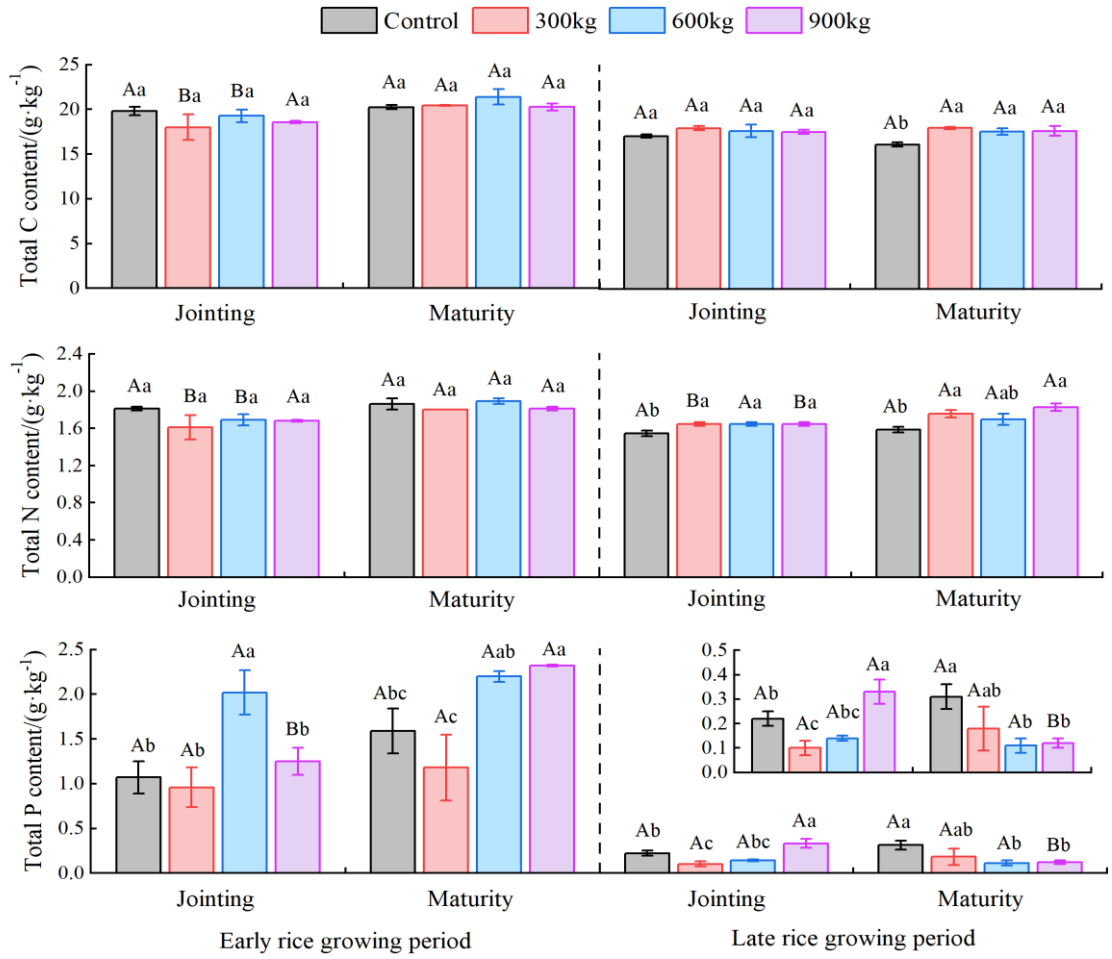 Control 300kg 600kg 900kg
Total C content/(g·kg⁻¹)
25
20
15
10
5
0
Aa Ba Ba Aa Aa Aa Aa Aa Aa Aa Aa Aa Ab Aa Aa Aa
Jointing Maturity Jointing Maturity
Total N content/(g·kg⁻¹)
2.4
2.0
1.6
1.2
0.8
0.4
0.0
Aa Ba Ba Aa Aa Aa Aa Aa Ab Ba Aa Ba Ab Aa Aab Aa
Jointing Maturity Jointing Maturity
Total P content/(g·kg⁻¹)
2.5
2.0
1.5
1.0
0.5
0.0
Ab Ab Aa Bb Abc Ac Aab Aa
0.5
0.4
0.3
0.2
0.1
0.0
Ab Ac Abc Aa Aa Aab Ab Bb
Ab Ac Abc Aa Aa Aab Ab Bb
Jointing Maturity Jointing Maturity
Early rice growing period Late rice growing period